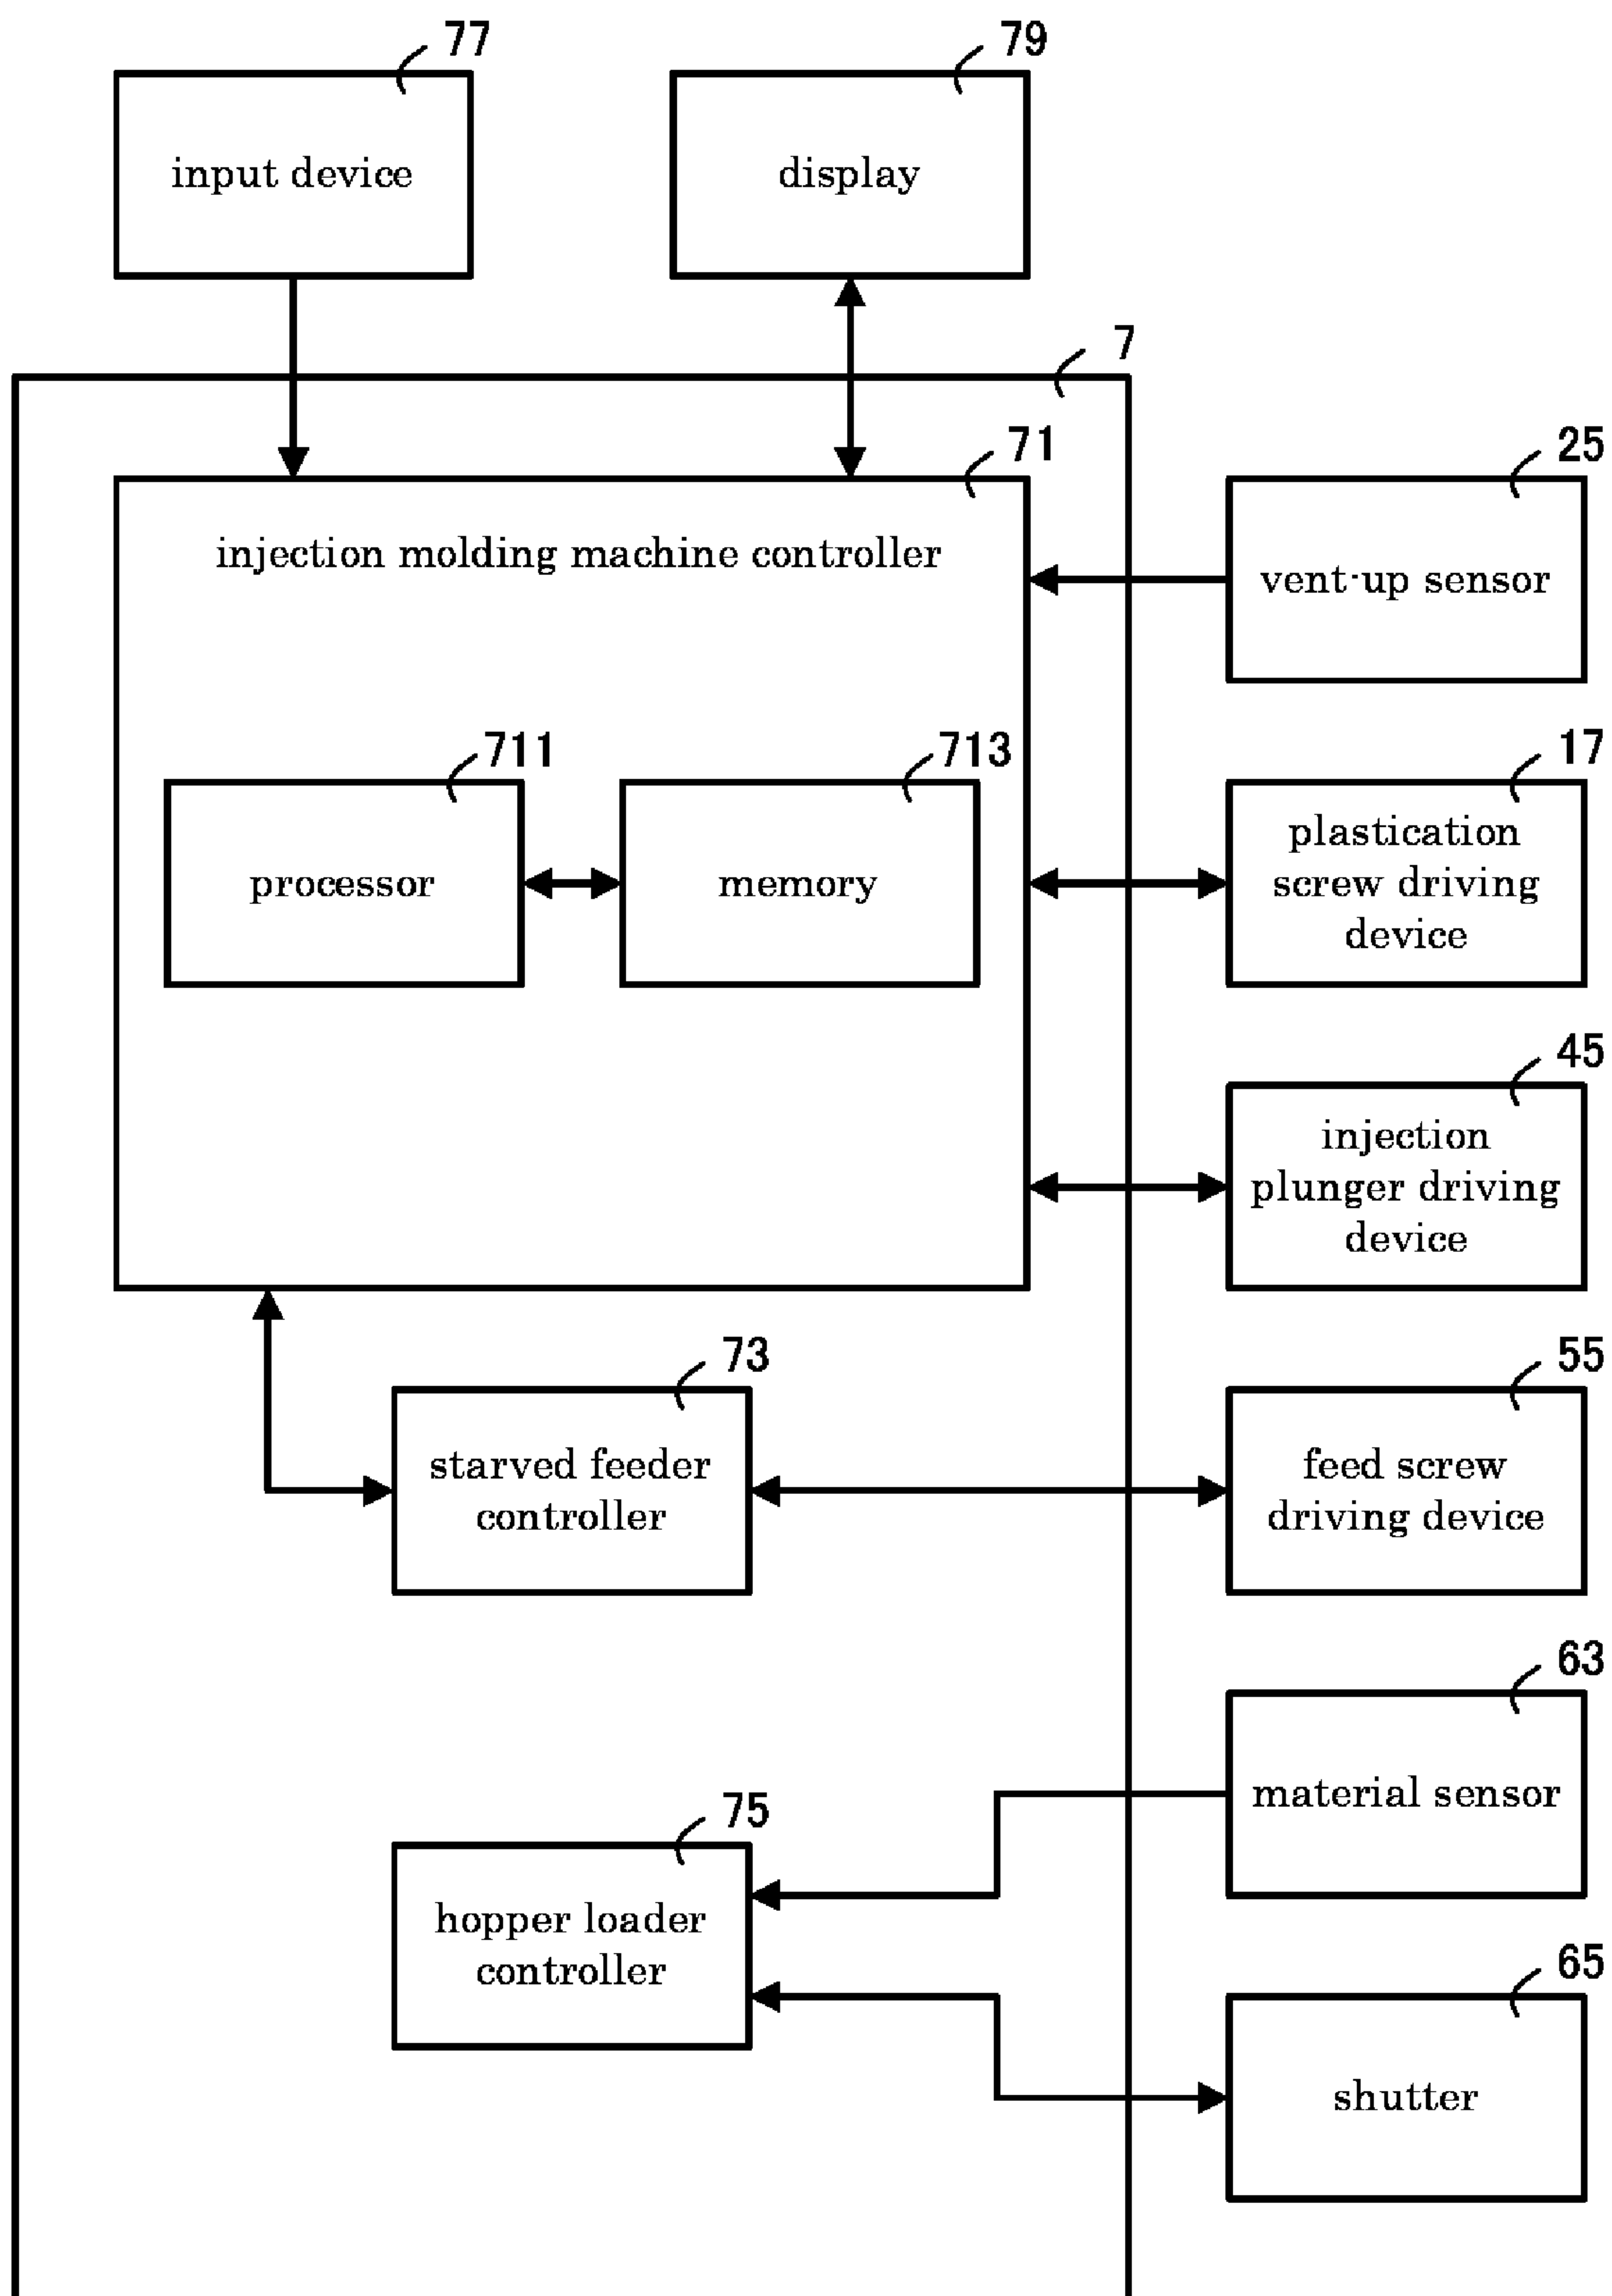 77
79
input device
display
7
71
25
injection molding machine controller
vent-up sensor
711
713
17
processor
memory
plastication
screw driving
device
45
injection
plunger driving
device
73
55
starved feeder
controller
feed screw
driving device
63
material sensor
75
hopper loader
controller
65
shutter